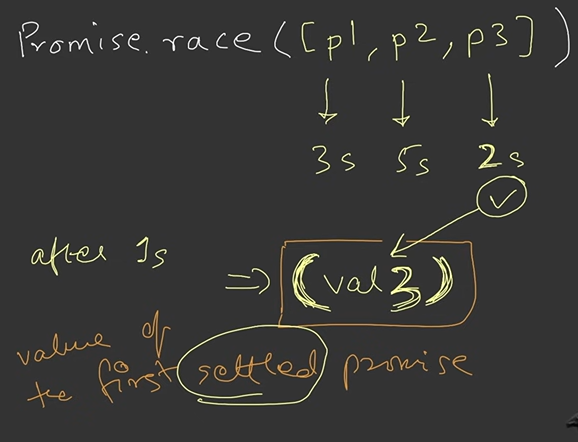 Promise.race([p1, p2, p3])
3s 5s 2s
after 1s
=> (val3)
value of
the first settled promise